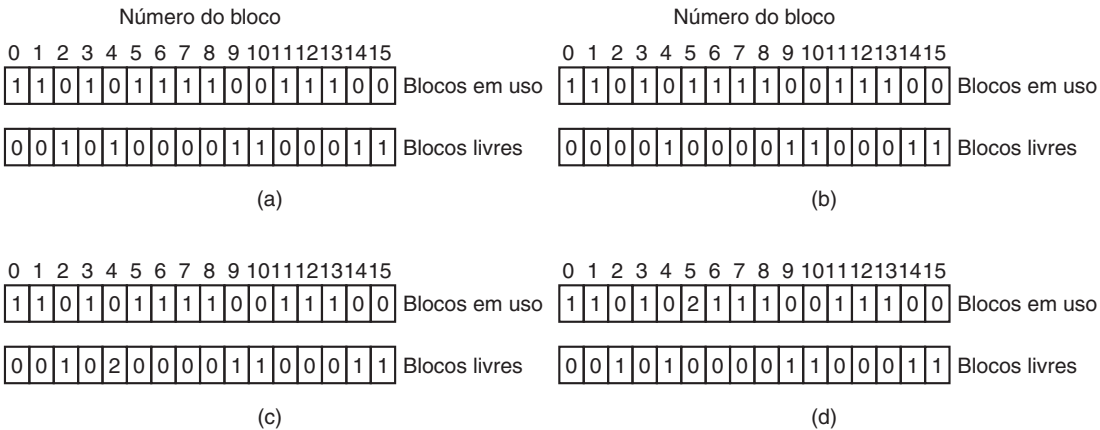 Número do bloco
0 1 2 3 4 5 6 7 8 9 10 11 12 13 14 15
1 1 0 1 0 1 1 1 1 0 0 1 1 1 0 0 Blocos em uso
0 0 1 0 1 0 0 0 0 1 1 0 0 0 1 1 Blocos livres
(a)
Número do bloco
0 1 2 3 4 5 6 7 8 9 10 11 12 13 14 15
1 1 0 1 0 1 1 1 1 0 0 1 1 1 0 0 Blocos em uso
0 0 0 0 1 0 0 0 0 1 1 0 0 0 1 1 Blocos livres
(b)
0 1 2 3 4 5 6 7 8 9 10 11 12 13 14 15
1 1 0 1 0 1 1 1 1 0 0 1 1 1 0 0 Blocos em uso
0 0 1 0 2 0 0 0 0 1 1 0 0 0 1 1 Blocos livres
(c)
0 1 2 3 4 5 6 7 8 9 10 11 12 13 14 15
1 1 0 1 0 2 1 1 1 0 0 1 1 1 0 0 Blocos em uso
0 0 1 0 1 0 0 0 0 1 1 0 0 0 1 1 Blocos livres
(d)